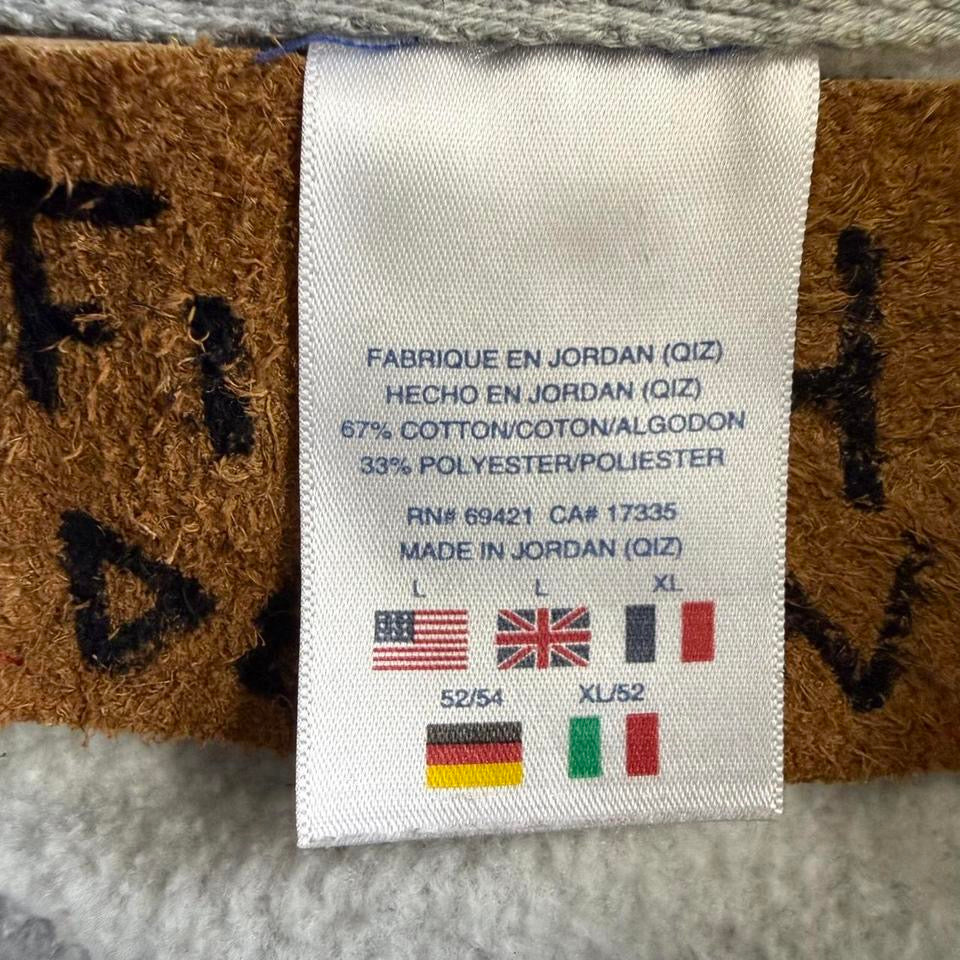 FABRIQUE EN JORDAN (QIZ)
HECHO EN JORDAN (QIZ)
67% COTTON/COTON/ALGODON
33% POLYESTER/POLIESTER
RN# 69421 CA# 17335
MADE IN JORDAN (QIZ)
L L XL
52/54 XL/52